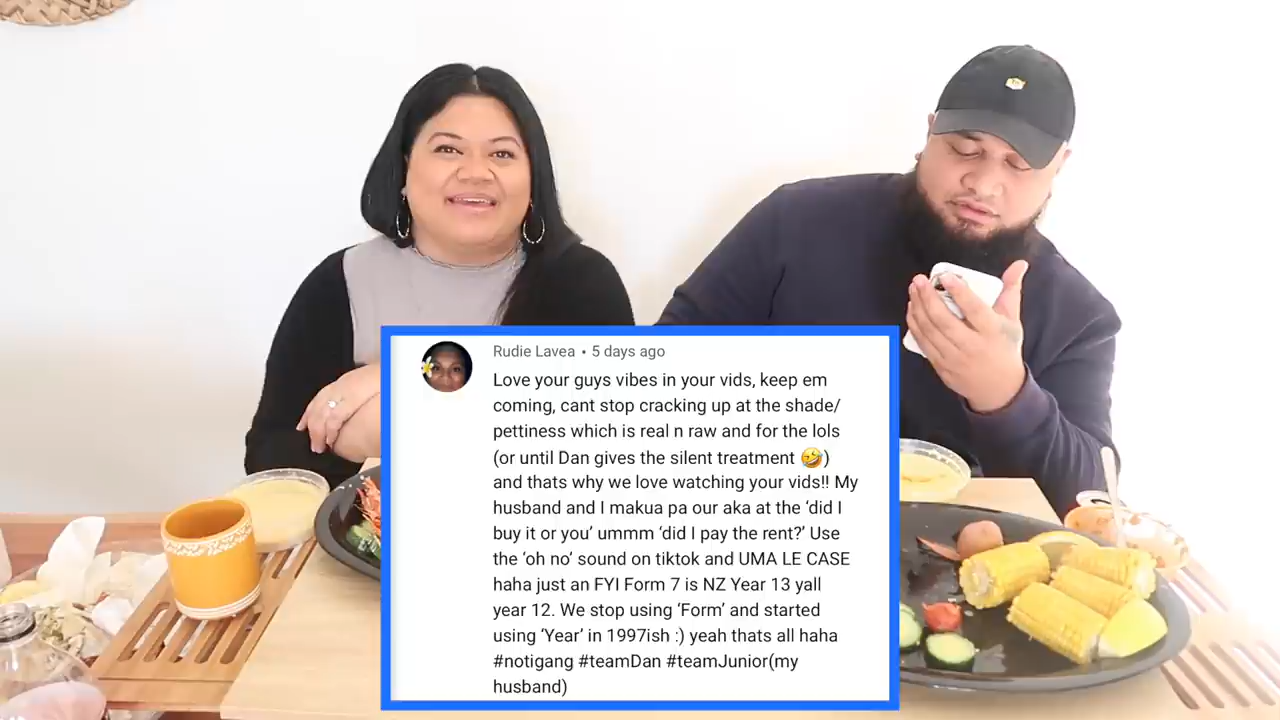 Rudie Lavea • 5 days ago
Love your guys vibes in your vids, keep em
coming, cant stop cracking up at the shade/
pettiness which is real n raw and for the lols
(or until Dan gives the silent treatment 🤣)
and thats why we love watching your vids!! My
husband and I makua pa our aka at the ‘did I
buy it or you’ ummm ‘did I pay the rent?’ Use
the ‘oh no’ sound on tiktok and UMA LE CASE
haha just an FYI Form 7 is NZ Year 13 yall
year 12. We stop using ‘Form’ and started
using ‘Year’ in 1997ish :) yeah thats all haha
#notigang #teamDan #teamJunior(my
husband)